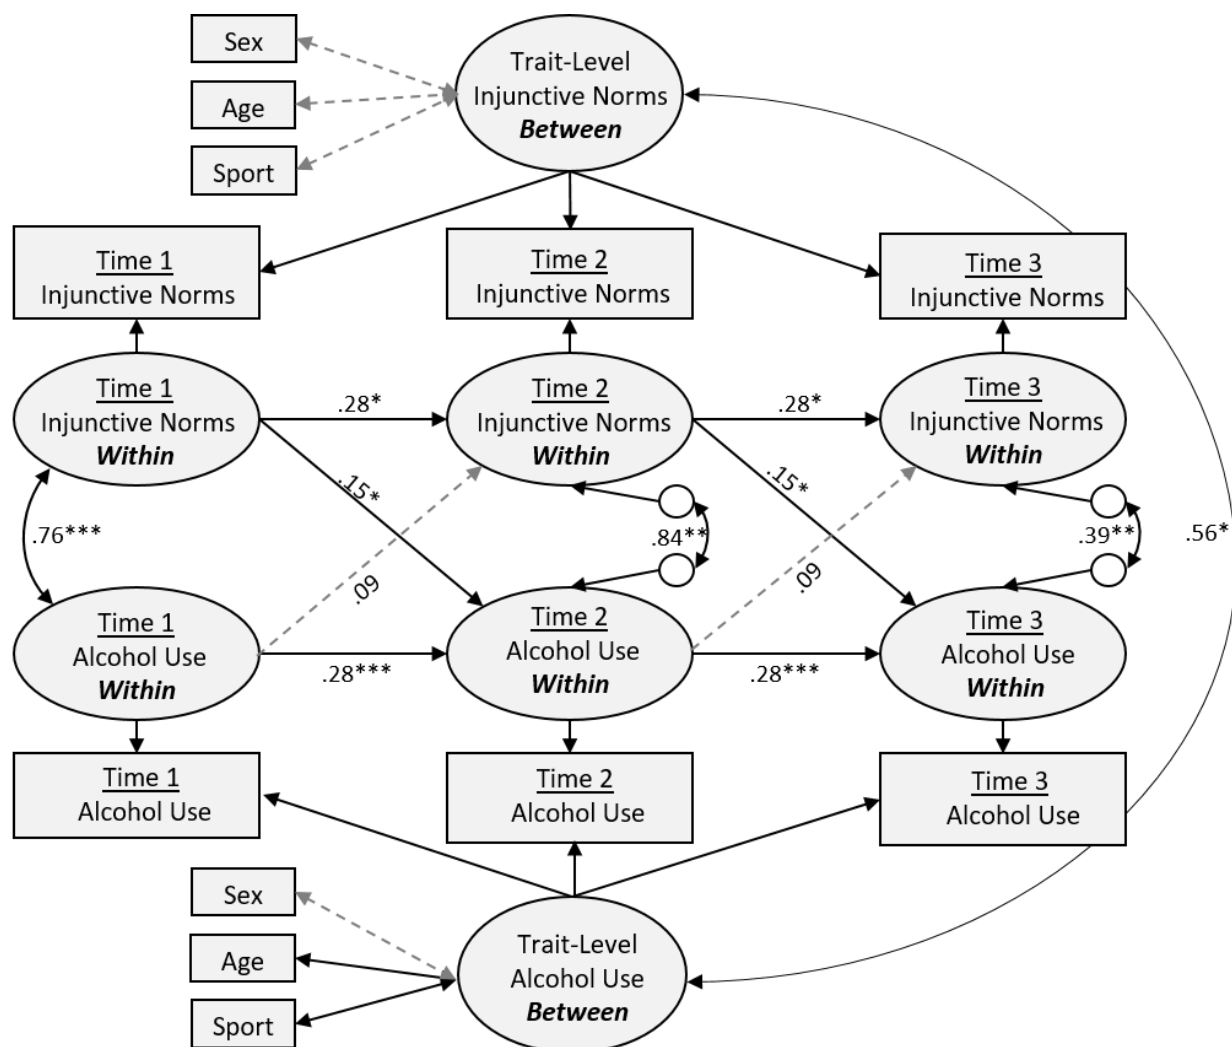 Sex
Age
Sport
Trait-Level
Injunctive Norms
Between
Time 1
Injunctive Norms
Time 2
Injunctive Norms
Time 3
Injunctive Norms
Time 1
Injunctive Norms
Within
.28*
Time 2
Injunctive Norms
Within
.28*
Time 3
Injunctive Norms
Within
.15*
.15*
.76***
.84**
.39**
.56*
.09
.09
Time 1
Alcohol Use
Within
.28***
Time 2
Alcohol Use
Within
.28***
Time 3
Alcohol Use
Within
Time 1
Alcohol Use
Time 2
Alcohol Use
Time 3
Alcohol Use
Sex
Age
Sport
Trait-Level
Alcohol Use
Between